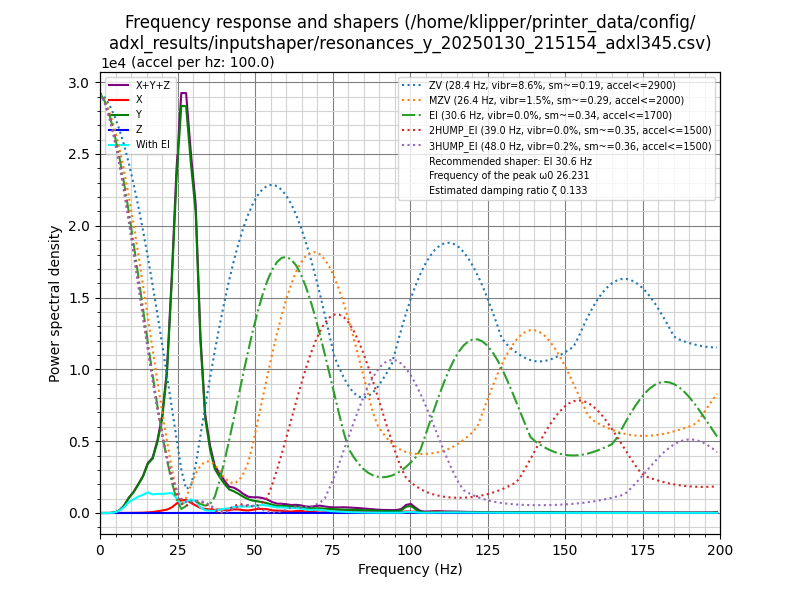 Frequency response and shapers (/home/klipper/printer_data/config/
adxl_results/inputshaper/resonances_y_20250130_215154_adxl345.csv)
1e4 (accel per hz: 100.0)
X+Y+Z
X
Y
Z
With EI
ZV (28.4 Hz, vibr=8.6%, sm~=0.19, accel<=2900)
MZV (26.4 Hz, vibr=1.5%, sm~=0.29, accel<=2000)
EI (30.6 Hz, vibr=0.0%, sm~=0.34, accel<=1700)
2HUMP_EI (39.0 Hz, vibr=0.0%, sm~=0.35, accel<=1500)
3HUMP_EI (48.0 Hz, vibr=0.2%, sm~=0.36, accel<=1500)
Recommended shaper: EI 30.6 Hz
Frequency of the peak ω0 26.231
Estimated damping ratio ζ 0.133
Power spectral density
3.0
2.5
2.0
1.5
1.0
0.5
0.0
0 25 50 75 100 125 150 175 200
Frequency (Hz)